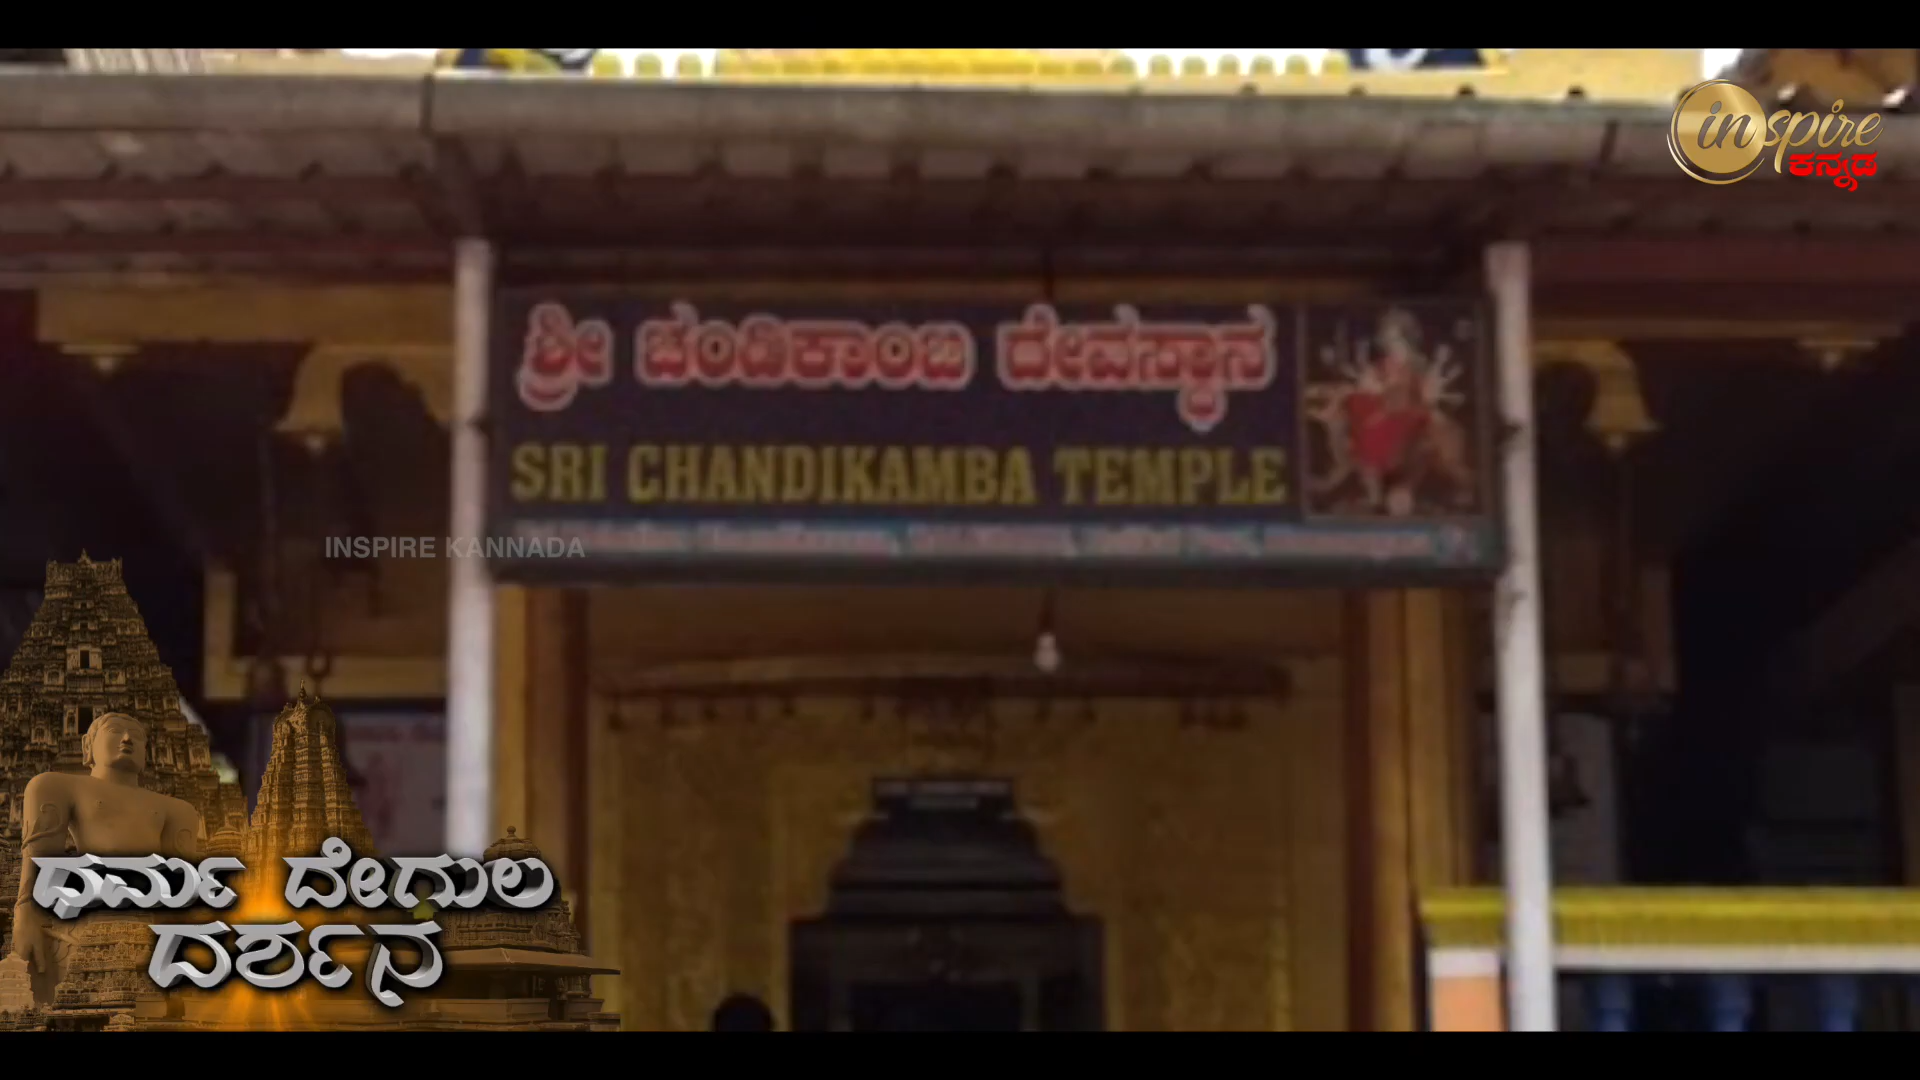 inspire
ಕನ್ನಡ
ಶ್ರೀ ಚಂಡಿಕಾಂಬ ದೇವಸ್ಥಾನ
SRI CHANDIKAMBA TEMPLE
INSPIRE KANNADA
ಧರ್ಮ ದೇಗುಲ
ದರ್ಶನ